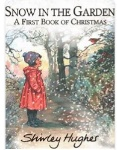 SNOW IN THE GARDEN
A FIRST BOOK OF CHRISTMAS
Shirley Hughes